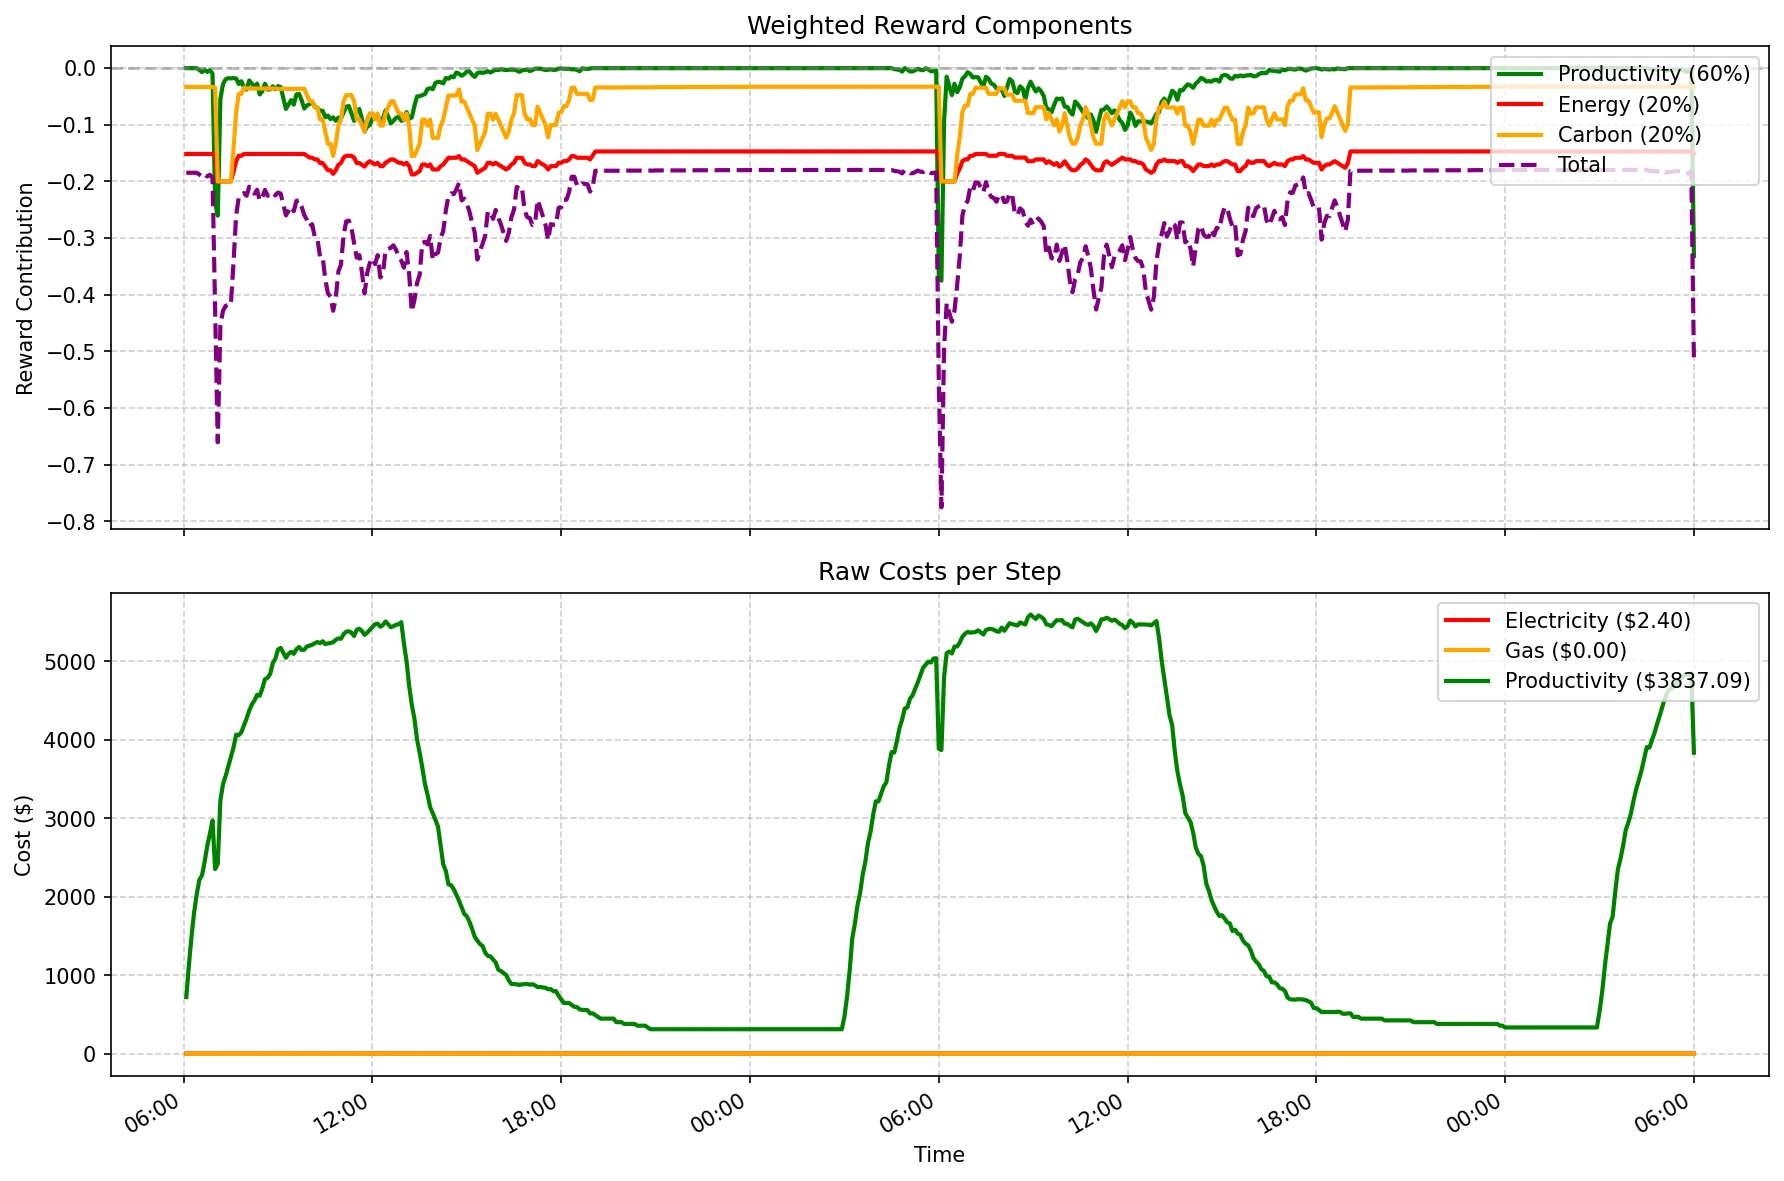 Weighted Reward Components
Reward Contribution
0.0
−0.1
−0.2
−0.3
−0.4
−0.5
−0.6
−0.7
−0.8
Productivity (60%)
Energy (20%)
Carbon (20%)
Total
Raw Costs per Step
Cost ($)
5000
4000
3000
2000
1000
0
Electricity ($2.40)
Gas ($0.00)
Productivity ($3837.09)
06:00
12:00
18:00
00:00
06:00
12:00
18:00
00:00
06:00
Time